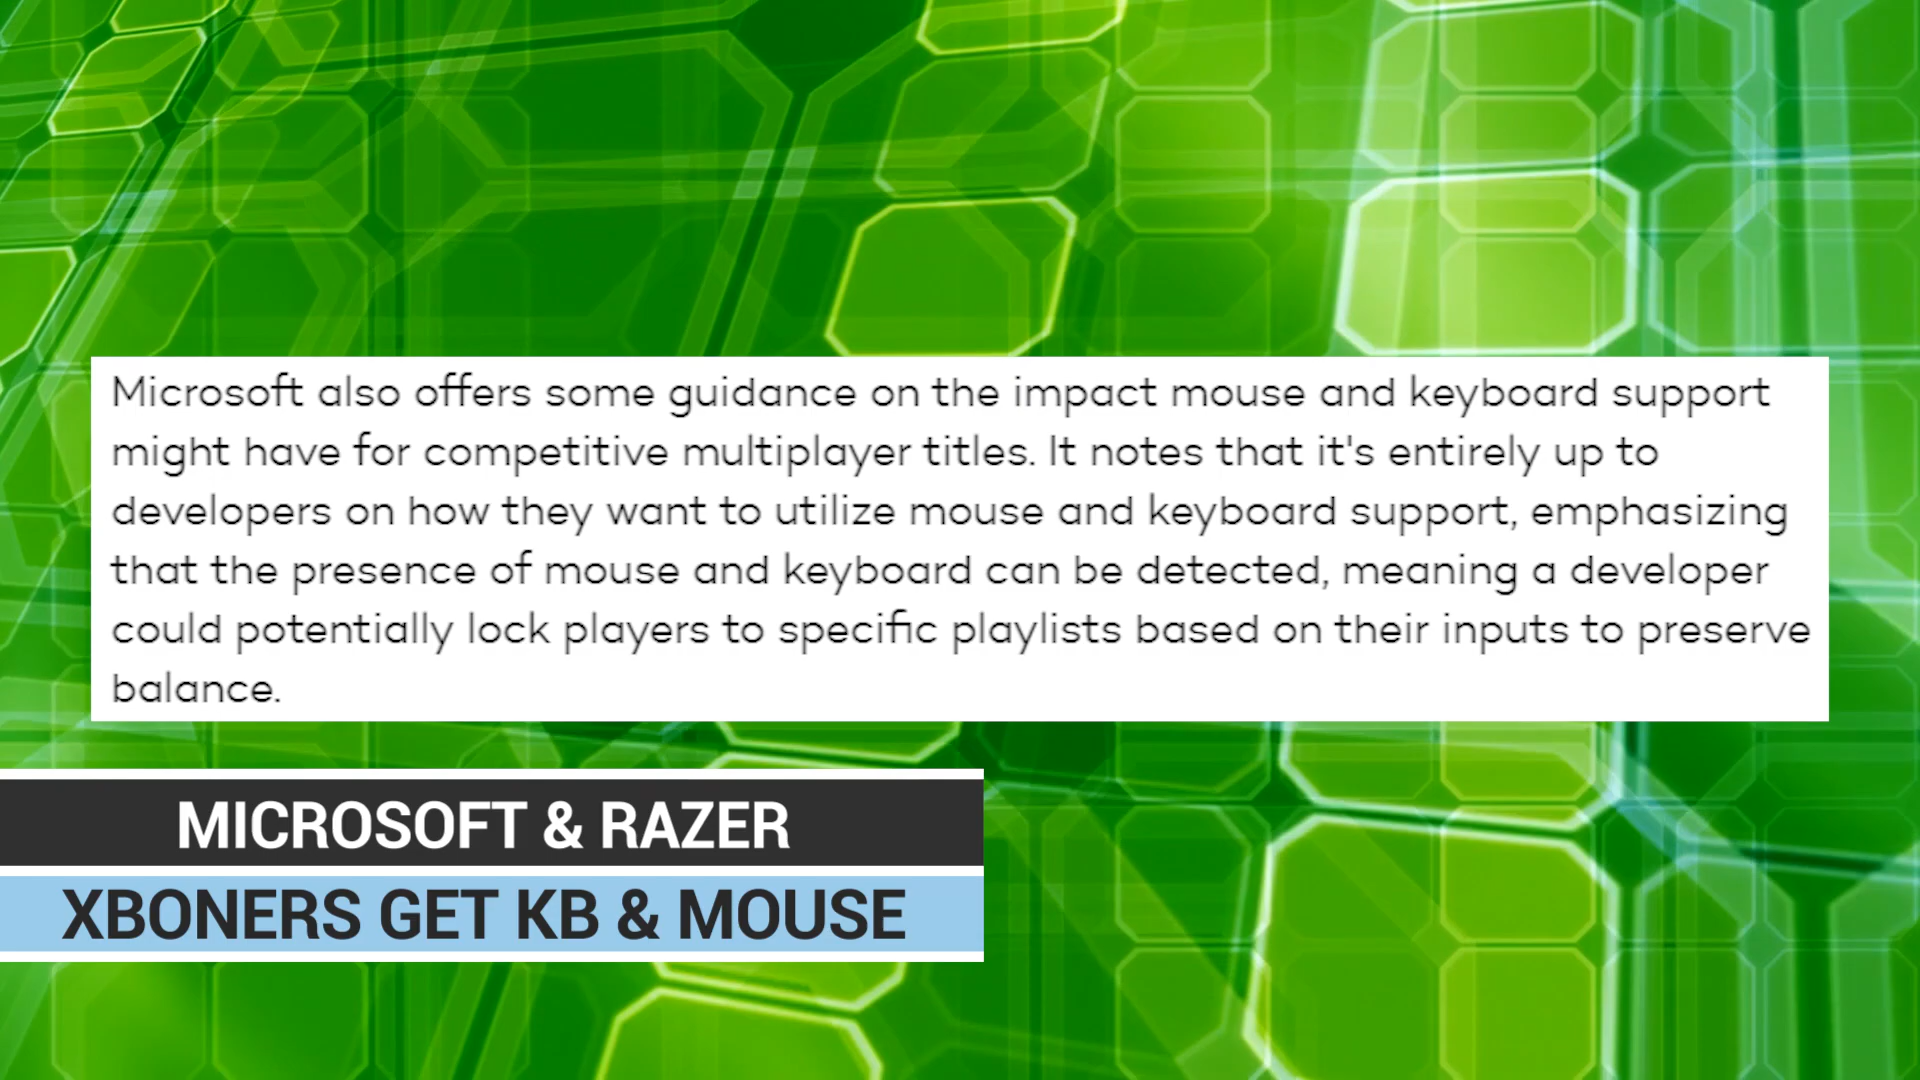 Microsoft also offers some guidance on the impact mouse and keyboard support
might have for competitive multiplayer titles. It notes that it's entirely up to
developers on how they want to utilize mouse and keyboard support, emphasizing
that the presence of mouse and keyboard can be detected, meaning a developer
could potentially lock players to specific playlists based on their inputs to preserve
balance.
MICROSOFT & RAZER
XBONERS GET KB & MOUSE